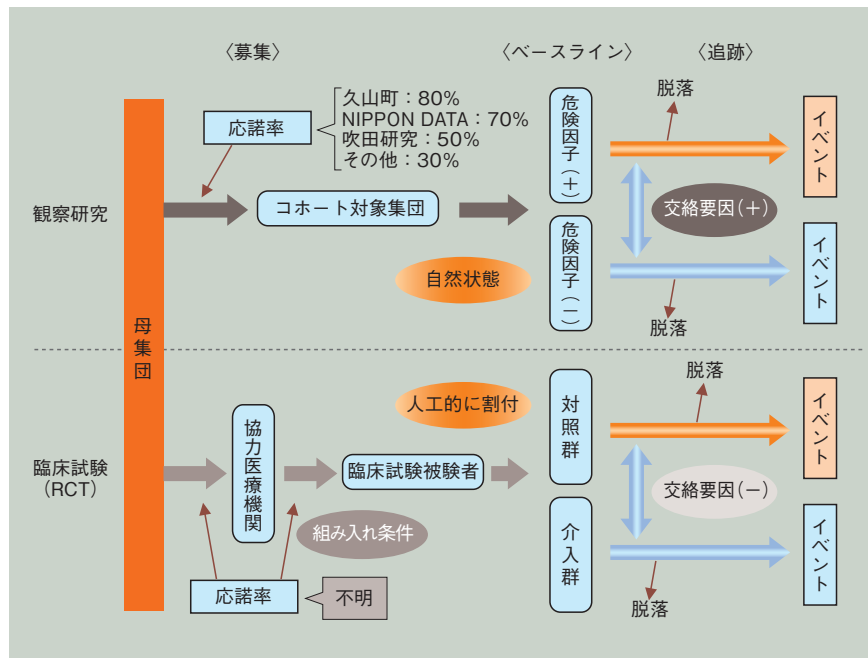 〈募集〉
〈ベースライン〉
〈追跡〉
応諾率
久山町：80%
NIPPON DATA：70%
吹田研究：50%
その他：30%
観察研究
コホート対象集団
自然状態
危険因子(＋)
危険因子(－)
脱落
交絡要因(＋)
脱落
イベント
イベント
母集団
臨床試験
(RCT)
協力医療機関
臨床試験被験者
人工的に割付
組み入れ条件
応諾率
不明
対照群
介入群
脱落
交絡要因(－)
脱落
イベント
イベント